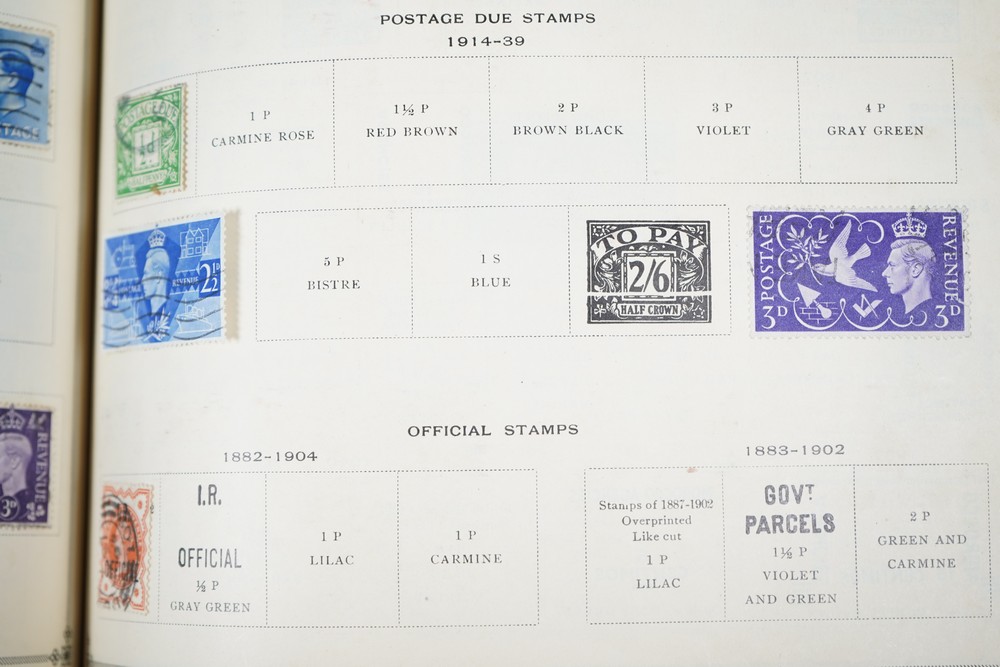 POSTAGE DUE STAMPS
1914-39
1 P
CARMINE ROSE
1½ P
RED BROWN
2 P
BROWN BLACK
3 P
VIOLET
4 P
GRAY GREEN
5 P
BISTRE
1 S
BLUE
TO PAY
2/6
HALF CROWN
POSTAGE
REVENUE
3D
3D
REVENUE
2½D
REVENUE
3D
OFFICIAL STAMPS
1882-1904
I.R.
OFFICIAL
½ P
GRAY GREEN
1 P
LILAC
1 P
CARMINE
1883-1902
Stamps of 1887-1902
Overprinted
Like cut
1 P
LILAC
GOVT
PARCELS
1½ P
VIOLET
AND GREEN
2 P
GREEN AND
CARMINE